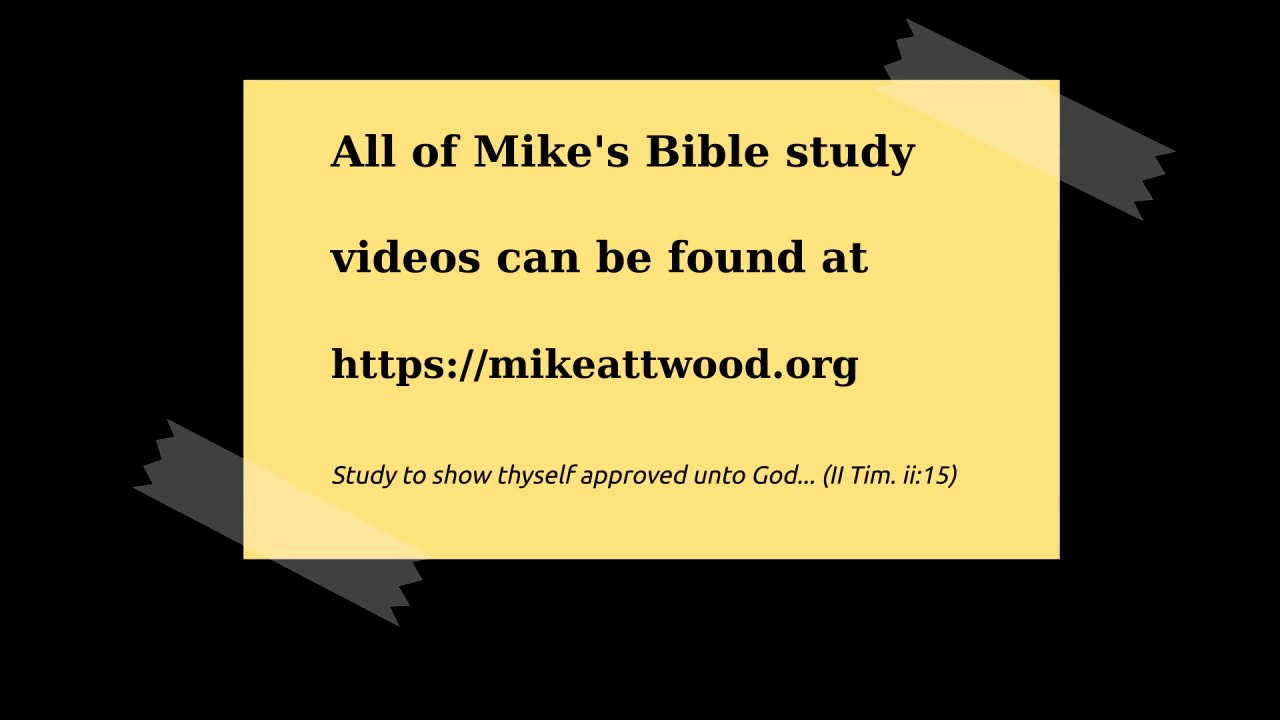 All of Mike's Bible study
videos can be found at
https://mikeattwood.org
Study to show thyself approved unto God... (II Tim. ii:15)